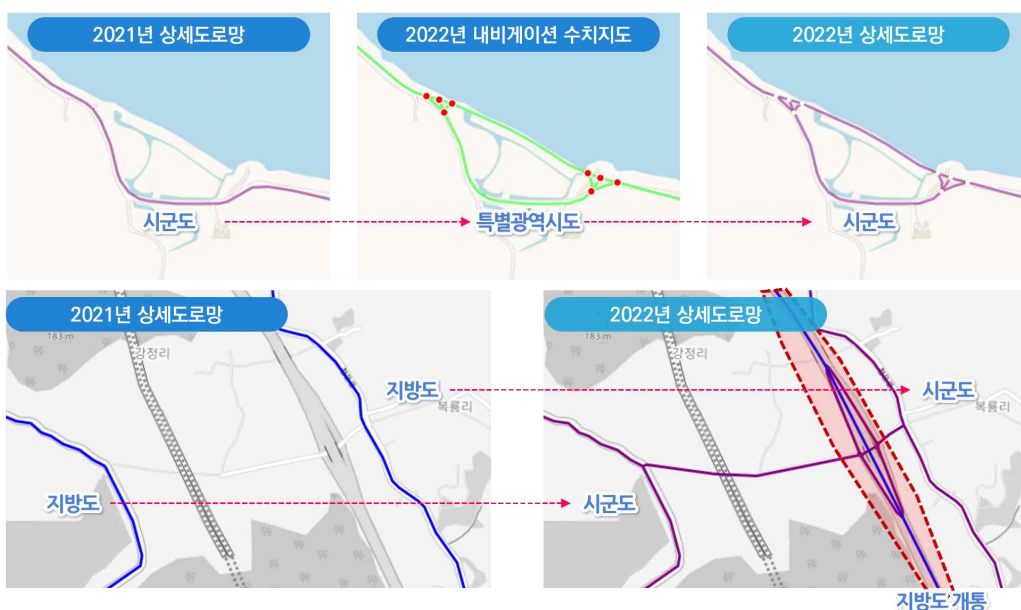 2021년 상세도로망
2022년 내비게이션 수치지도
2022년 상세도로망
시군도
특별광역시도
시군도
2021년 상세도로망
2022년 상세도로망
183 m
강정리
지방도
복룡리
지방도
183 m
강정리
시군도
복룡리
시군도
지방도 개통